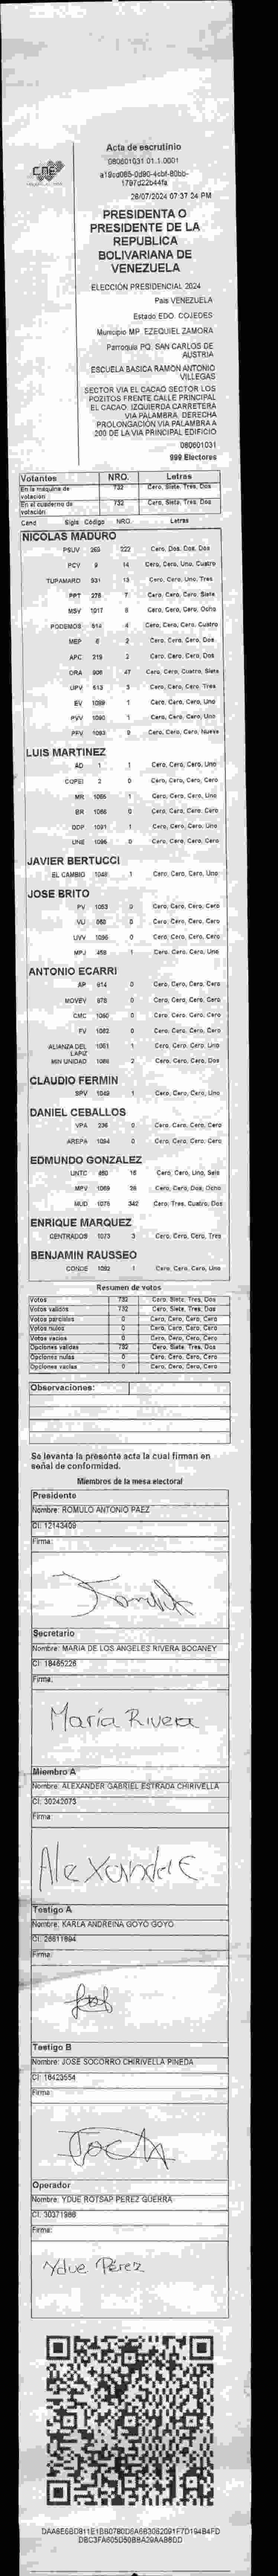 CNE
Acta de escrutinio
080601031.01.1.0001
28/07/2024 07:37:24 PM
PRESIDENTA O
PRESIDENTE DE LA
REPUBLICA
BOLIVARIANA DE
VENEZUELA
ELECCIÓN PRESIDENCIAL 2024
País VENEZUELA
Estado EDO. COJEDES
Municipio MP. EZEQUIEL ZAMORA
Parroquia PQ. SAN CARLOS DE
AUSTRIA
ESCUELA BASICA RAMON ANTONIO
VILLEGAS
SECTOR VIA EL CACAO SECTOR LOS
POZITOS FRENTE CALLE PRINCIPAL
EL CACAO. IZQUIERDA CARRETERA
VIA PALAMBRA. DERECHA
PROLONGACIÓN VIA PALAMBRA A
200 DE LA VIA PRINCIPAL EDIFICIO
080601031
999 Electores
Votantes NRO. Letras
En la máquina de votación 732 Cero, Siete, Tres, Dos
En el cuaderno de votación 732 Cero, Siete, Tres, Dos
Cand Sigla Código NRO. Letras
NICOLAS MADURO
PSUV 269 222 Cero, Dos, Dos, Dos
PCV 9 14 Cero, Cero, Uno, Cuatro
TUPAMARO 931 13 Cero, Cero, Uno, Tres
PPT 276 7 Cero, Cero, Cero, Siete
MSV 1017 8 Cero, Cero, Cero, Ocho
PODEMOS 614 4 Cero, Cero, Cero, Cuatro
MEP 6 2 Cero, Cero, Cero, Dos
APC 219 2 Cero, Cero, Cero, Dos
ORA 906 47 Cero, Cero, Cuatro, Siete
UPV 513 3 Cero, Cero, Cero, Tres
EV 1089 1 Cero, Cero, Cero, Uno
PVV 1090 1 Cero, Cero, Cero, Uno
PFV 1093 9 Cero, Cero, Cero, Nueve
LUIS MARTINEZ
AD 1 1 Cero, Cero, Cero, Uno
COPEI 3 0 Cero, Cero, Cero, Cero
MR 1065 1 Cero, Cero, Cero, Uno
BR 1066 0 Cero, Cero, Cero, Cero
DDP 1091 1 Cero, Cero, Cero, Uno
UNE 1095 0 Cero, Cero, Cero, Cero
JAVIER BERTUCCI
EL CAMBIO 1048 1 Cero, Cero, Cero, Uno
JOSE BRITO
PV 1053 0 Cero, Cero, Cero, Cero
VU 860 0 Cero, Cero, Cero, Cero
UVV 1096 0 Cero, Cero, Cero, Cero
MPJ 458 1 Cero, Cero, Cero, Uno
ANTONIO ECARRI
AP 614 0 Cero, Cero, Cero, Cero
MOVEV 978 0 Cero, Cero, Cero, Cero
CMC 1060 0 Cero, Cero, Cero, Cero
FV 1062 0 Cero, Cero, Cero, Cero
ALIANZA DEL LAPIZ 1061 1 Cero, Cero, Cero, Uno
MIN UNIDAD 1088 2 Cero, Cero, Cero, Dos
CLAUDIO FERMIN
SPV 1049 1 Cero, Cero, Cero, Uno
DANIEL CEBALLOS
VPA 236 0 Cero, Cero, Cero, Cero
AREPA 1094 0 Cero, Cero, Cero, Cero
EDMUNDO GONZALEZ
UNTC 850 16 Cero, Cero, Uno, Seis
MPV 1069 28 Cero, Cero, Dos, Ocho
MUD 1075 342 Cero, Tres, Cuatro, Dos
ENRIQUE MARQUEZ
CENTRADOS 1073 3 Cero, Cero, Cero, Tres
BENJAMIN RAUSSEO
CONDE 1092 1 Cero, Cero, Cero, Uno
Resumen de votos
Votos 732 Cero, Siete, Tres, Dos
Votos validos 732 Cero, Siete, Tres, Dos
Votos parciales 0 Cero, Cero, Cero, Cero
Votos nulos 0 Cero, Cero, Cero, Cero
Votos vacios 0 Cero, Cero, Cero, Cero
Opciones validas 732 Cero, Siete, Tres, Dos
Opciones nulas 0 Cero, Cero, Cero, Cero
Opciones vacias 0 Cero, Cero, Cero, Cero
Observaciones:
Se levanta la presente acta la cual firman en
señal de conformidad.
Miembros de la mesa electoral
Presidente
Nombre: ROMULO ANTONIO PAEZ
CI: 12143409
Firma:
Secretario
Nombre: MARIA DE LOS ANGELES RIVERA BOCANEY
CI: 18465226
Firma:
María Rivera
Miembro A
Nombre: ALEXANDER GABRIEL ESTRADA CHIRIVELLA
CI: 30242073
Firma:
Alexander E
Testigo A
Nombre: KARLA ANDREINA GOYO GOYO
CI: 26611894
Firma:
Testigo B
Nombre: JOSE SOCORRO CHIRIVELLA PINEDA
CI: 16423554
Firma:
Operador
Nombre: YDUE ROTSAP PEREZ GUERRA
CI: 30371986
Firma:
Ydue Pérez